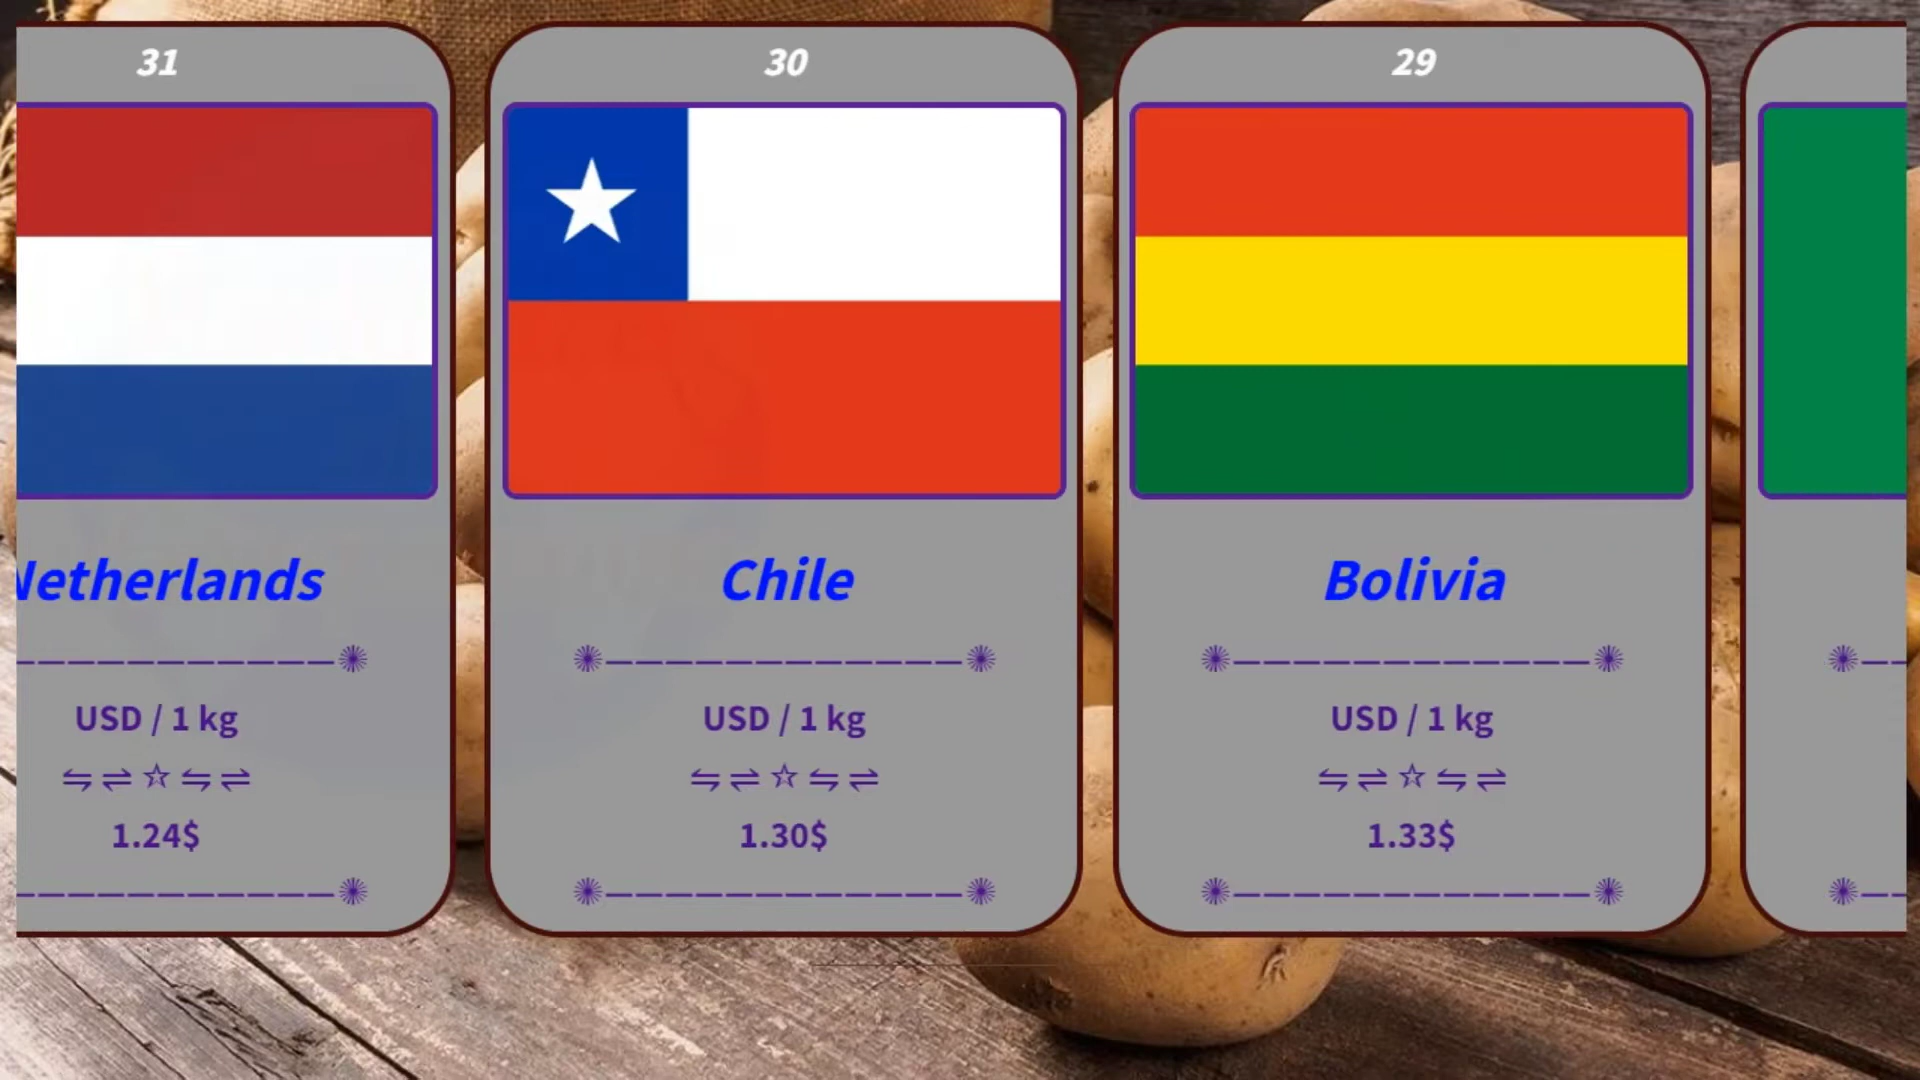 31
Netherlands
✺—————————————✺
USD / 1 kg
⇋ ⇌ ☆ ⇋ ⇌
1.24$
30
Chile
USD / 1 kg
⇋ ⇌ ☆ ⇋ ⇌
1.30$
29
Bolivia
USD / 1 kg
⇋ ⇌ ☆ ⇋ ⇌
1.33$